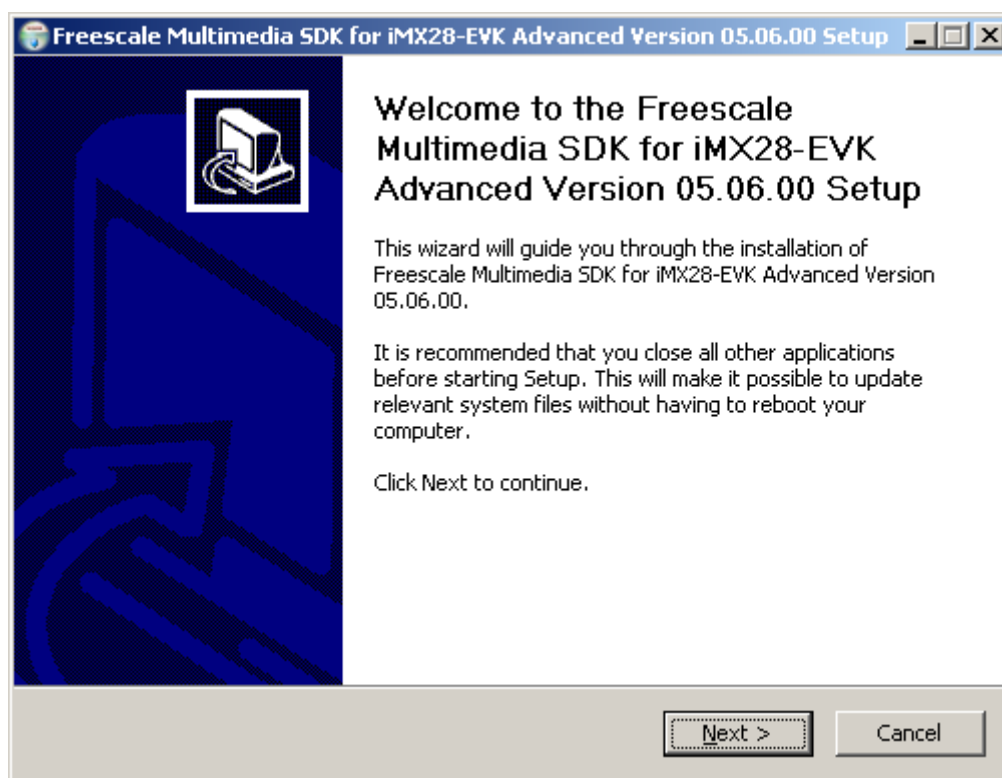 Freescale Multimedia SDK for iMX28-EVK Advanced Version 05.06.00 Setup
Welcome to the Freescale
Multimedia SDK for iMX28-EVK
Advanced Version 05.06.00 Setup
This wizard will guide you through the installation of
Freescale Multimedia SDK for iMX28-EVK Advanced Version
05.06.00.
It is recommended that you close all other applications
before starting Setup. This will make it possible to update
relevant system files without having to reboot your
computer.
Click Next to continue.
Next >
Cancel